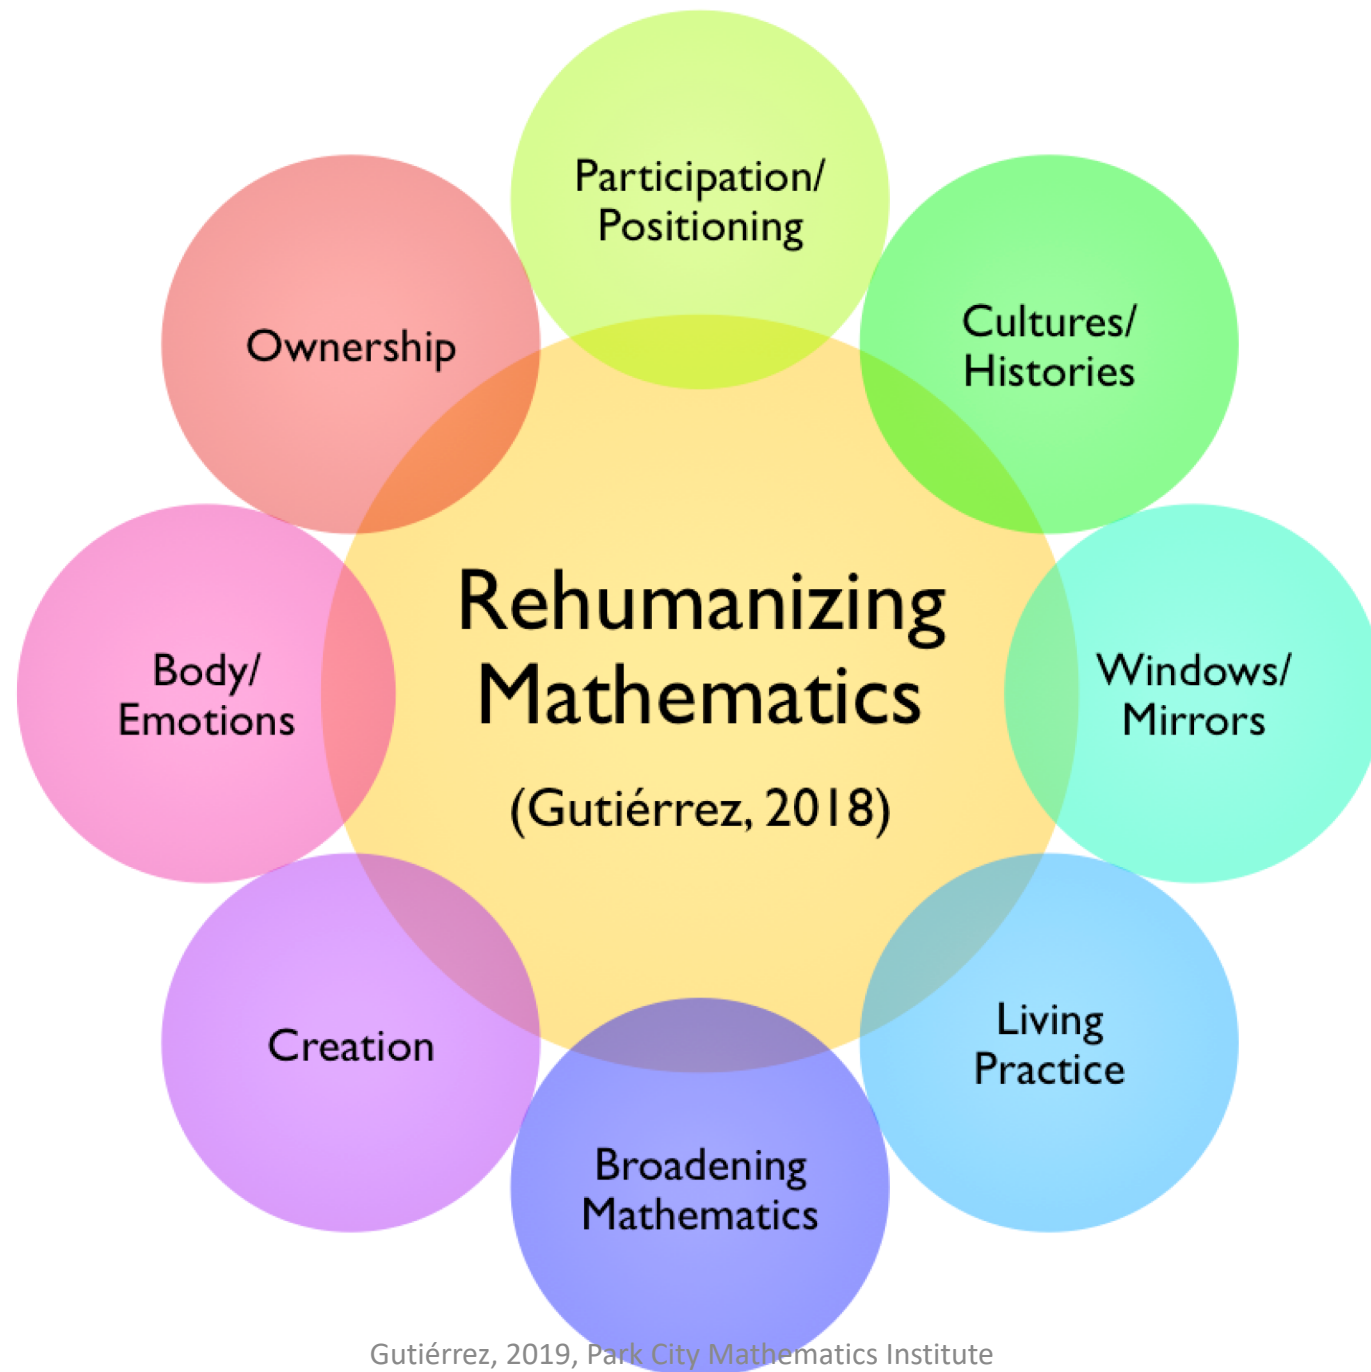 Participation/
Positioning
Cultures/
Histories
Windows/
Mirrors
Living
Practice
Broadening
Mathematics
Creation
Body/
Emotions
Ownership
Rehumanizing
Mathematics
(Gutiérrez, 2018)
Gutiérrez, 2019, Park City Mathematics Institute